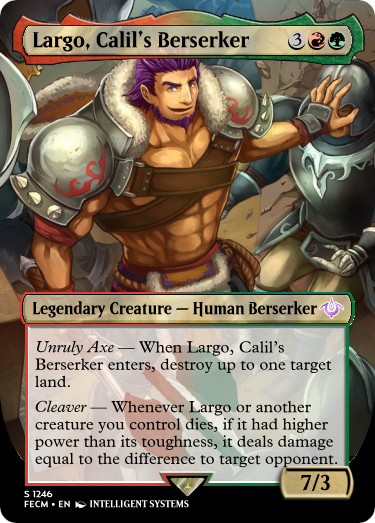 Largo, Calil's Berserker 3
Legendary Creature — Human Berserker
Unruly Axe — When Largo, Calil's
Berserker enters, destroy up to one target
land.
Cleaver — Whenever Largo or another
creature you control dies, if it had higher
power than its toughness, it deals damage
equal to the difference to target opponent.
7/3
S 1246
FECM • EN INTELLIGENT SYSTEMS